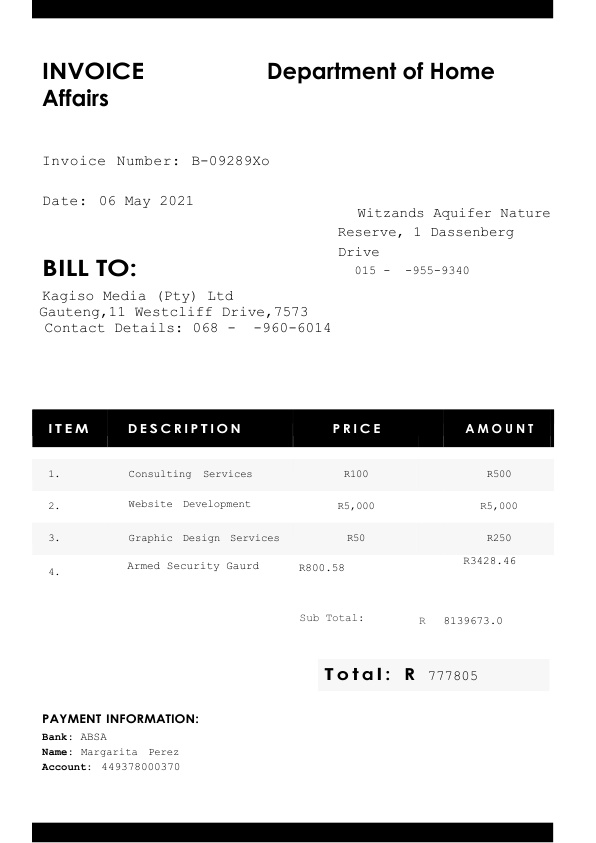 INVOICE Department of Home
Affairs
Invoice Number: B-09289Xo
Date: 06 May 2021
Witzands Aquifer Nature
Reserve, 1 Dassenberg
Drive
015 - -955-9340
BILL TO:
Kagiso Media (Pty) Ltd
Gauteng,11 Westcliff Drive,7573
Contact Details: 068 - -960-6014
ITEM DESCRIPTION PRICE AMOUNT
1. Consulting Services R100 R500
2. Website Development R5,000 R5,000
3. Graphic Design Services R50 R250
4. Armed Security Gaurd R800.58 R3428.46
Sub Total: R 8139673.0
Total: R 777805
PAYMENT INFORMATION:
Bank: ABSA
Name: Margarita Perez
Account: 449378000370